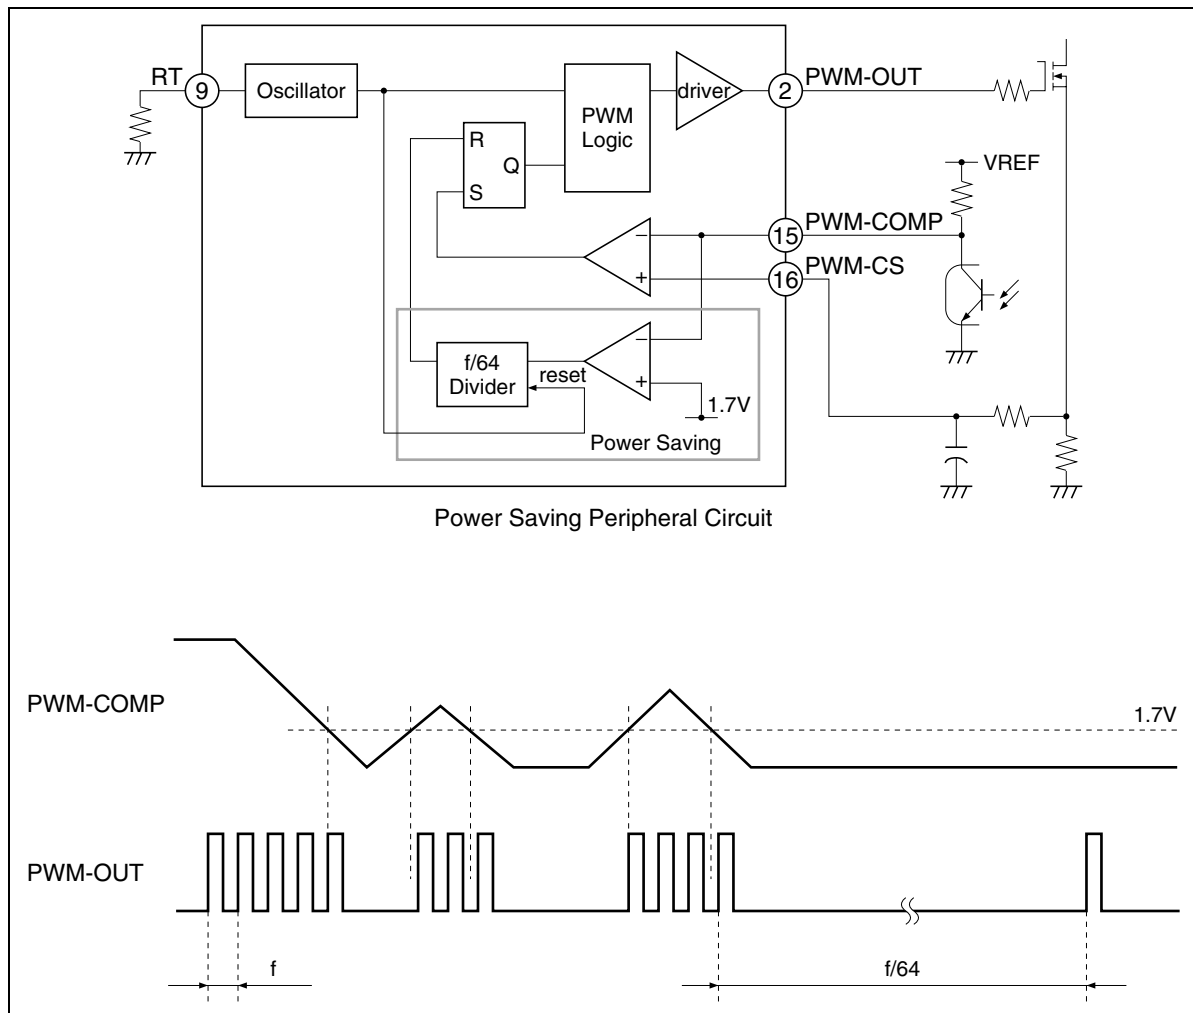 RT
9
Oscillator
PWM
Logic
driver
2
PWM-OUT
R
S
Q
VREF
−
+
15
PWM-COMP
16
PWM-CS
f/64
Divider
reset
−
+
1.7V
Power Saving
Power Saving Peripheral Circuit
PWM-COMP
1.7V
PWM-OUT
f
f/64